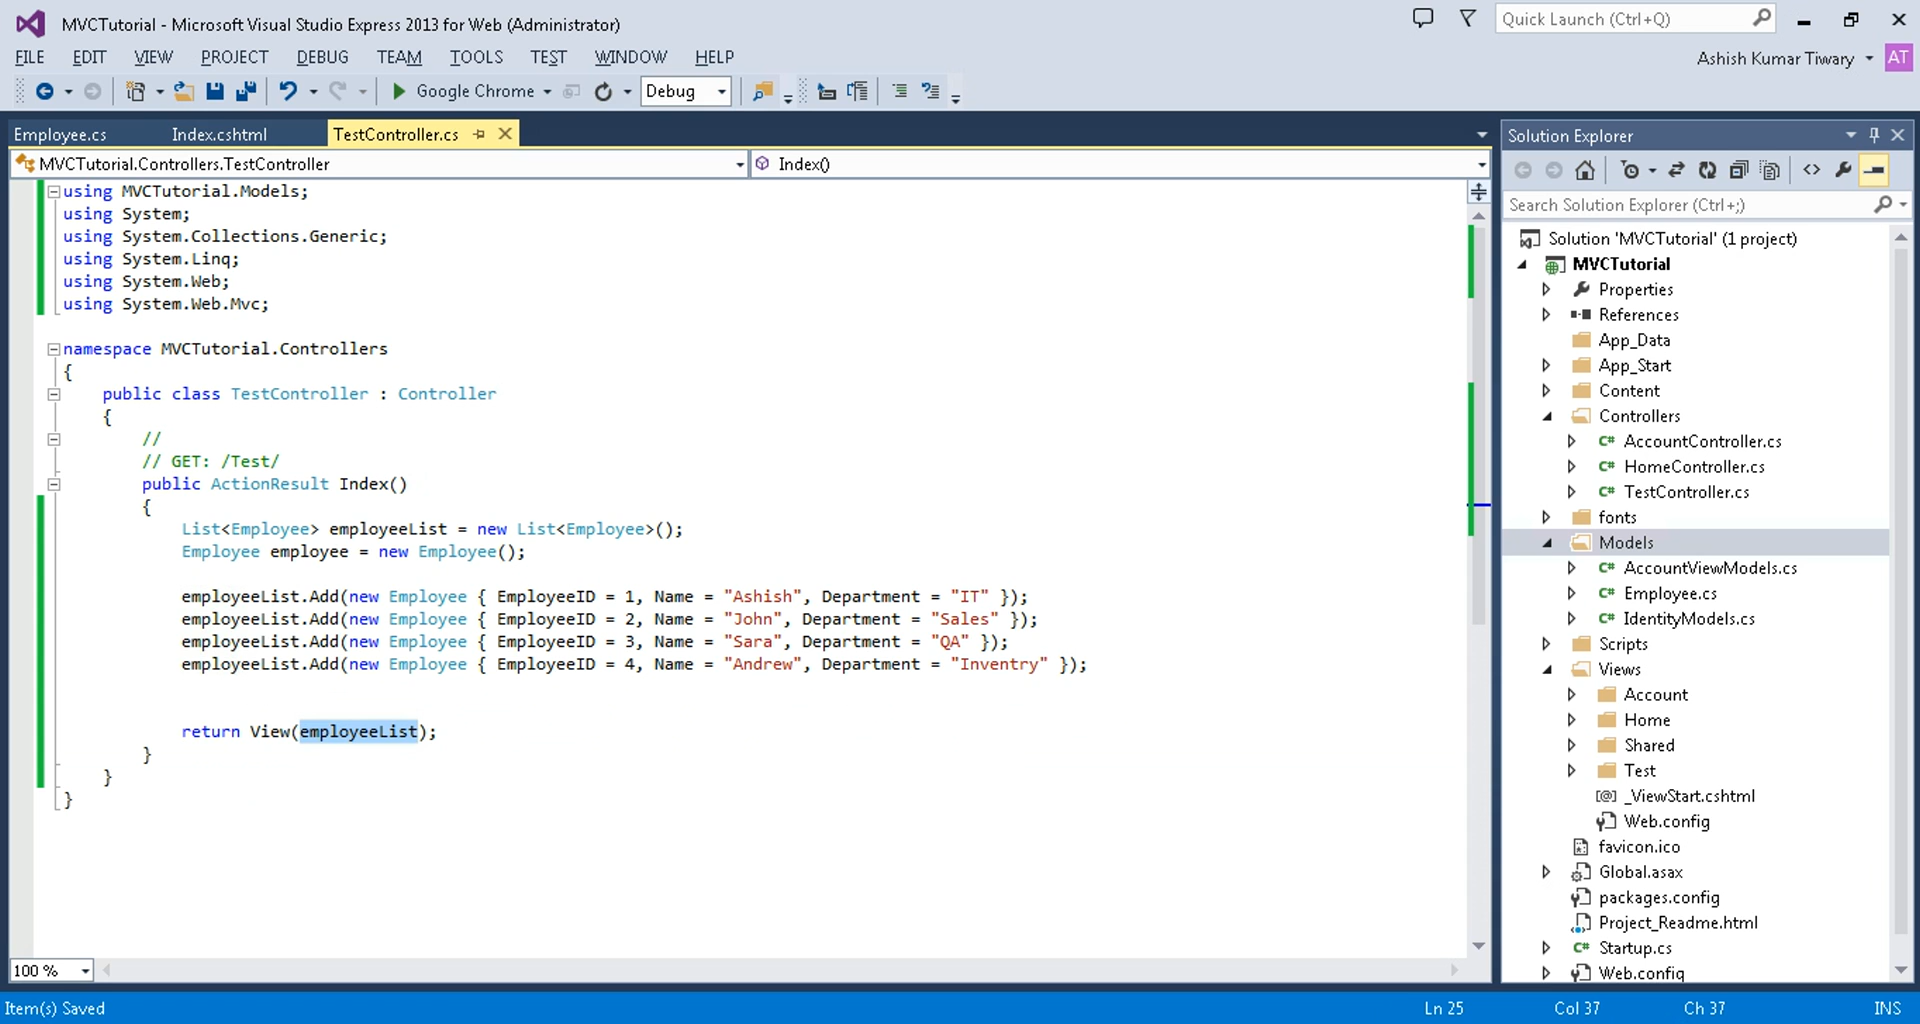 MVCTutorial - Microsoft Visual Studio Express 2013 for Web (Administrator)
Quick Launch (Ctrl+Q)
FILE EDIT VIEW PROJECT DEBUG TEAM TOOLS TEST WINDOW HELP
Ashish Kumar Tiwary AT
Google Chrome Debug
Employee.cs Index.cshtml TestController.cs
MVCTutorial.Controllers.TestController Index()
using MVCTutorial.Models;
using System;
using System.Collections.Generic;
using System.Linq;
using System.Web;
using System.Web.Mvc;
namespace MVCTutorial.Controllers
{
public class TestController : Controller
{
//
// GET: /Test/
public ActionResult Index()
{
List<Employee> employeeList = new List<Employee>();
Employee employee = new Employee();
employeeList.Add(new Employee { EmployeeID = 1, Name = "Ashish", Department = "IT" });
employeeList.Add(new Employee { EmployeeID = 2, Name = "John", Department = "Sales" });
employeeList.Add(new Employee { EmployeeID = 3, Name = "Sara", Department = "QA" });
employeeList.Add(new Employee { EmployeeID = 4, Name = "Andrew", Department = "Inventry" });
return View(employeeList);
}
}
}
100 %
Solution Explorer
Search Solution Explorer (Ctrl+;)
Solution 'MVCTutorial' (1 project)
MVCTutorial
Properties
References
App_Data
App_Start
Content
Controllers
C# AccountController.cs
C# HomeController.cs
C# TestController.cs
fonts
Models
C# AccountViewModels.cs
C# Employee.cs
C# IdentityModels.cs
Scripts
Views
Account
Home
Shared
Test
[@] _ViewStart.cshtml
Web.config
favicon.ico
Global.asax
packages.config
Project_Readme.html
C# Startup.cs
Web.config
Item(s) Saved Ln 25 Col 37 Ch 37 INS